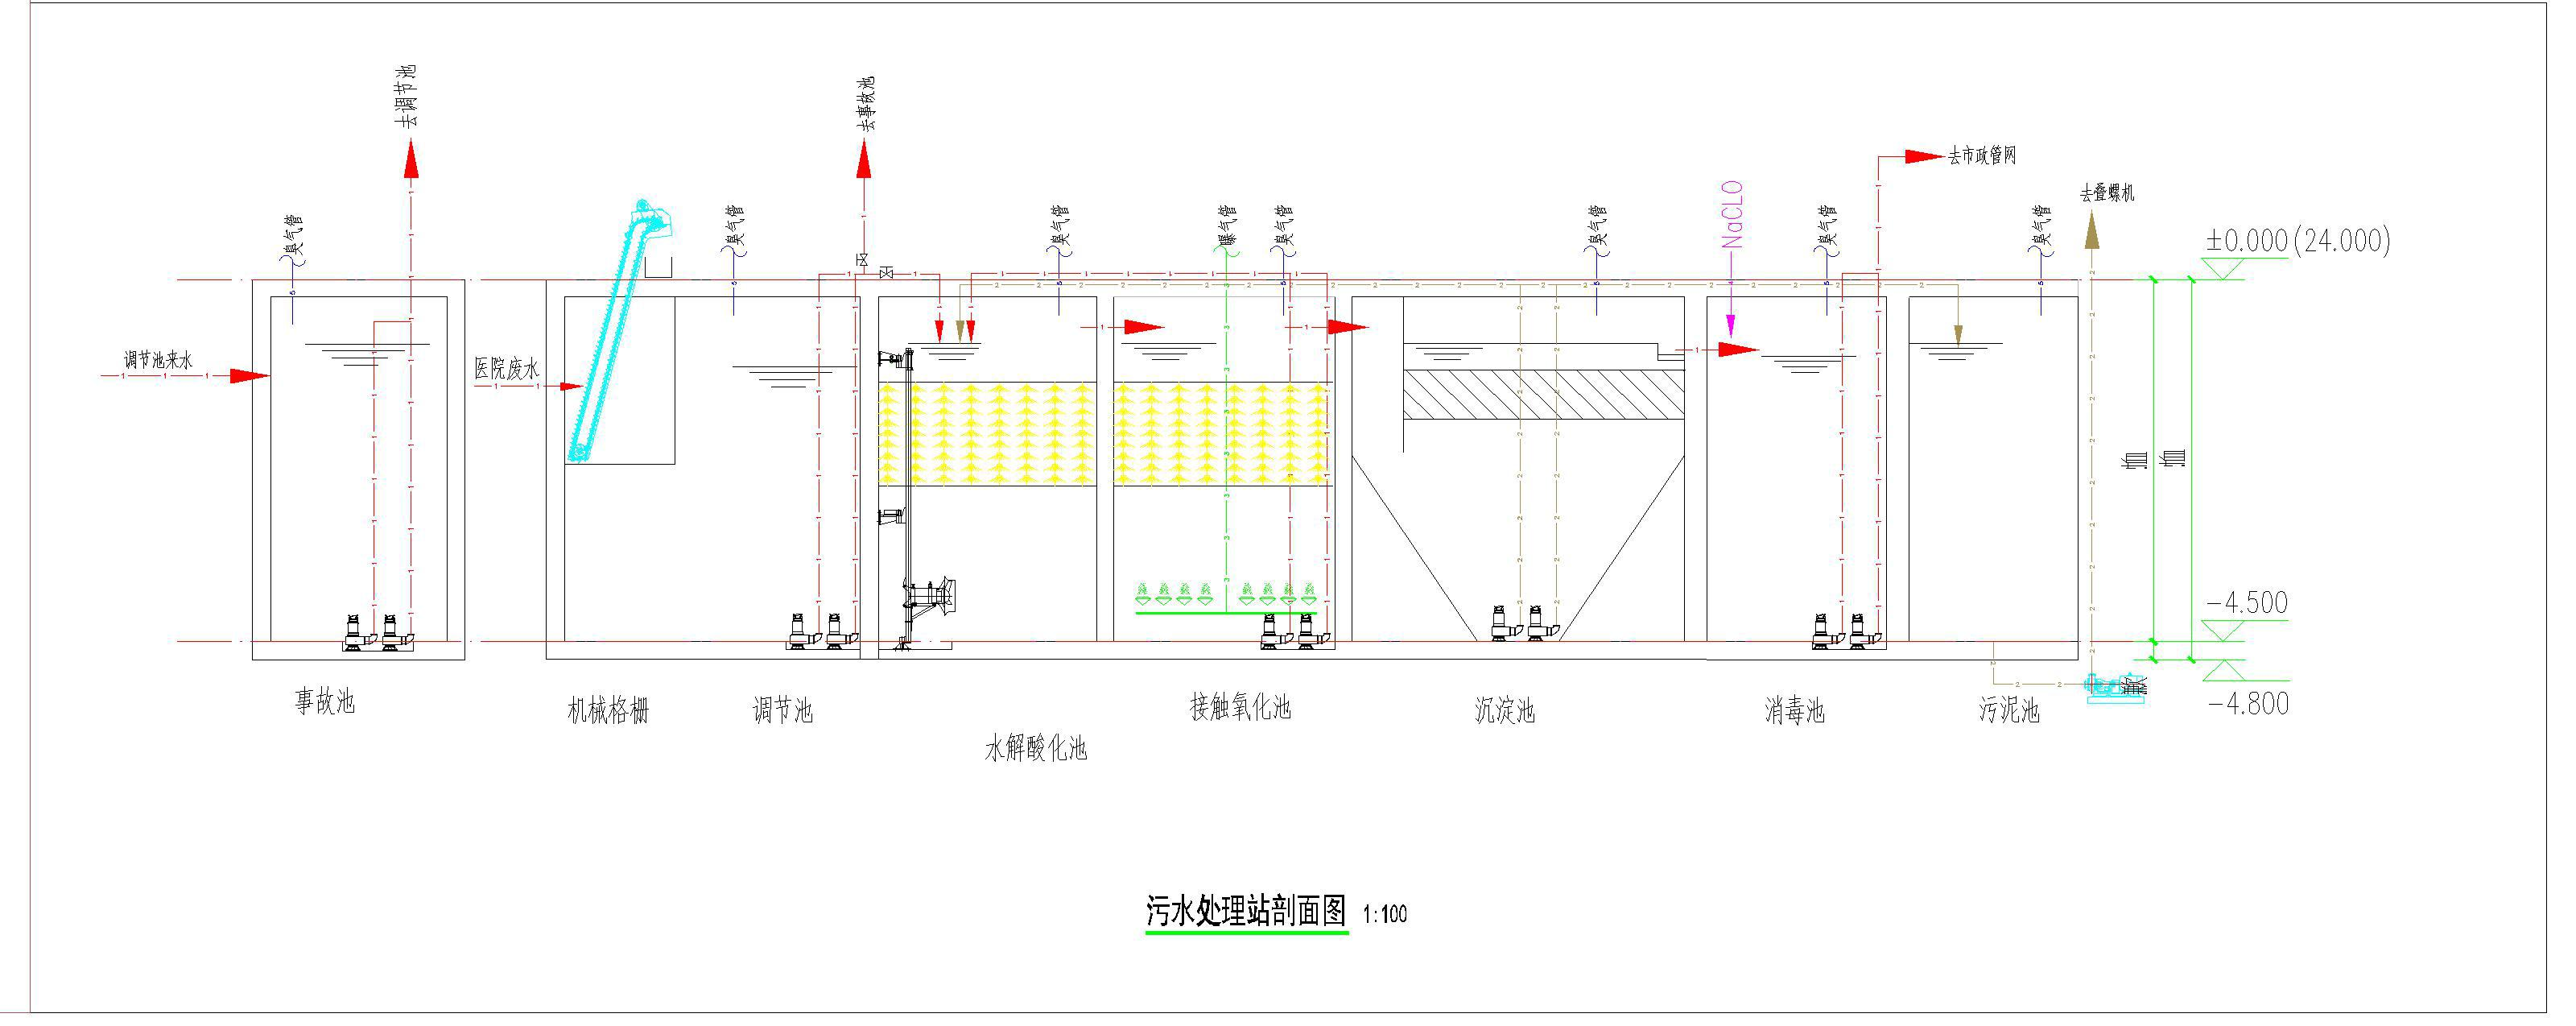 去调节池
去事故池
去市政管网
去叠螺机
臭气管
臭气管
臭气管
曝气管
臭气管
臭气管
NaCLO
臭气管
臭气管
±0.000(24.000)
调节池来水
医院废水
-4.500
-4.800
事故池
机械格栅
调节池
水解酸化池
接触氧化池
沉淀池
消毒池
污泥池
污水处理站剖面图 1:100